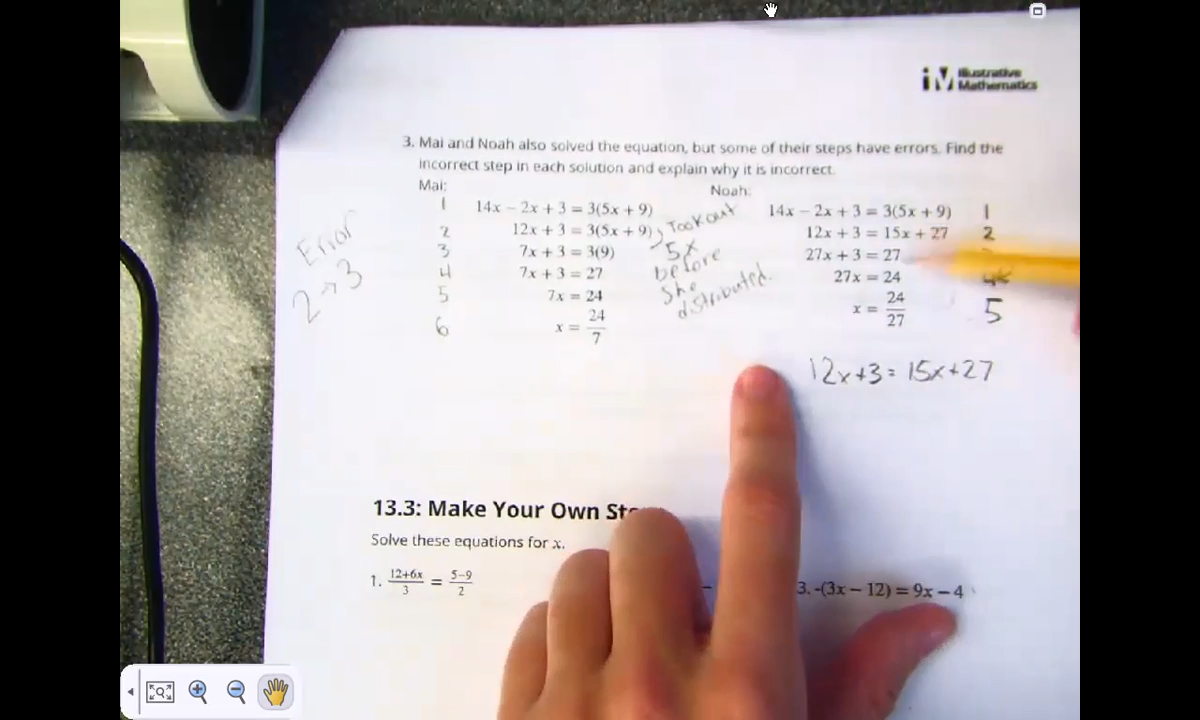 Illustrative
Mathematics
3. Mai and Noah also solved the equation, but some of their steps have errors. Find the
incorrect step in each solution and explain why it is incorrect.
Mai:
1 14x − 2x + 3 = 3(5x + 9)
2 12x + 3 = 3(5x + 9)
3 7x + 3 = 3(9)
4 7x + 3 = 27
5 7x = 24
6 x = 24/7
Error
2 → 3
Took out
5x
before
she
distributed.
Noah:
14x − 2x + 3 = 3(5x + 9) 1
12x + 3 = 15x + 27 2
27x + 3 = 27
27x = 24
x = 24/27 5
12x+3 = 15x+27
13.3: Make Your Own
Solve these equations for x.
1. 12+6x/3 = 5−9/2
3. -(3x − 12) = 9x − 4